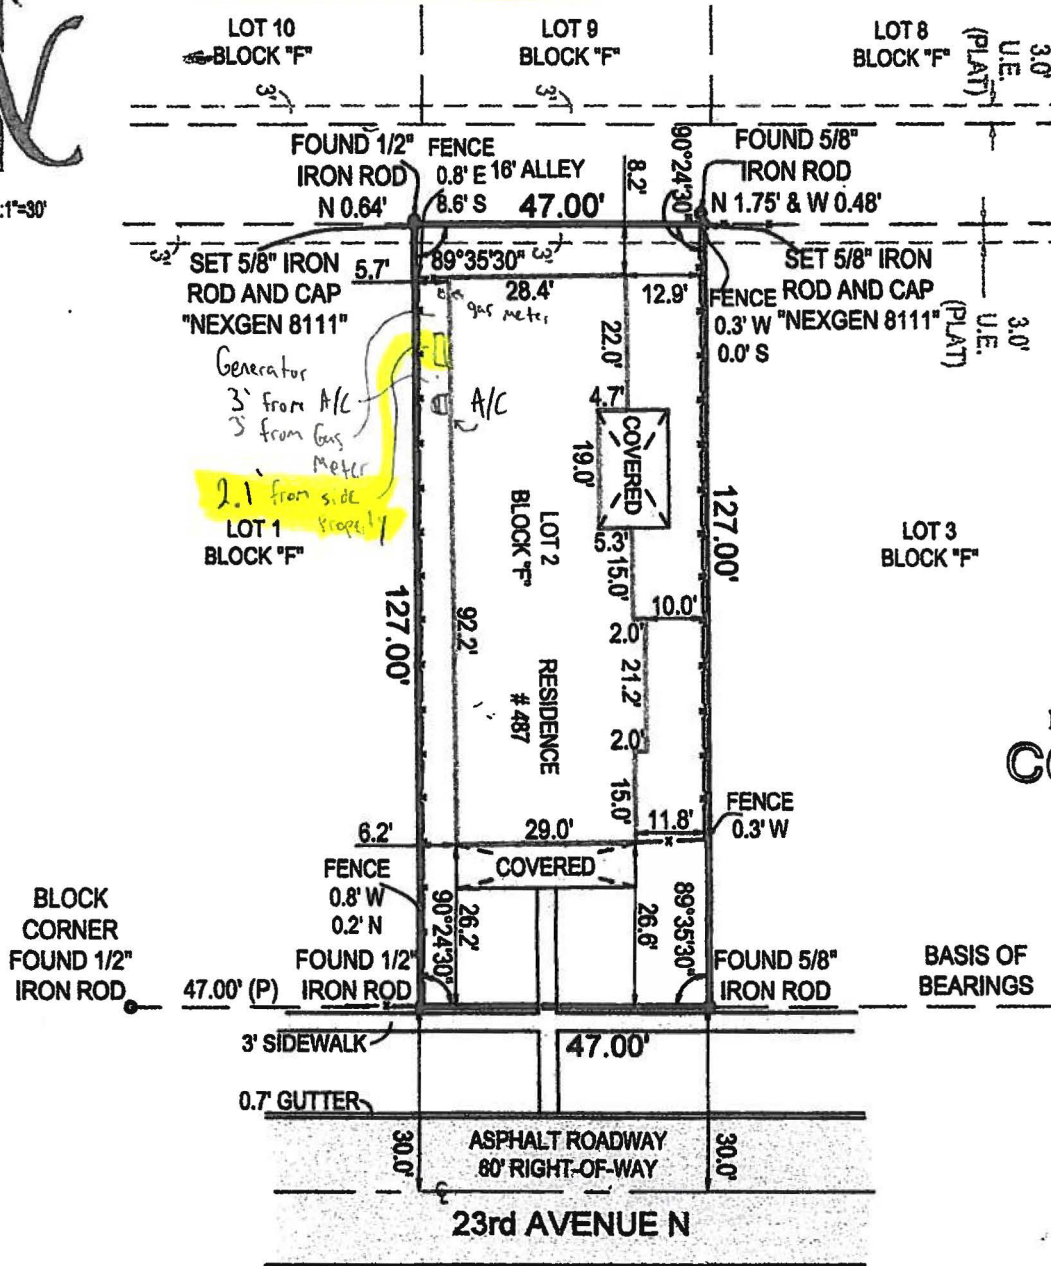 LOT 10
BLOCK "F"
LOT 9
BLOCK "F"
LOT 8
BLOCK "F"
3.0'
U.E.
(PLAT)
3'
3'
:1"=30'
FOUND 1/2"
IRON ROD
N 0.64'
FENCE
0.8' E
8.6' S
16' ALLEY
47.00'
8.2'
90°24'30"
FOUND 5/8"
IRON ROD
N 1.75' & W 0.48'
3'
3'
SET 5/8" IRON
ROD AND CAP
"NEXGEN 8111"
5.7'
89°35'30"
28.4'
12.9'
FENCE
0.3' W
0.0' S
SET 5/8" IRON
ROD AND CAP
"NEXGEN 8111"
3.0'
U.E.
(PLAT)
gas meter
Generator
3' from A/C
3' from Gas
Meter
2.1' from side
Property
A/C
22.0'
4.7'
COVERED
19.0'
5.3'
15.0'
LOT 1
BLOCK "F"
LOT 2
BLOCK "F"
LOT 3
BLOCK "F"
127.00'
127.00'
92.2'
10.0'
2.0'
21.2'
2.0'
RESIDENCE
# 487
15.0'
6.2'
29.0'
11.8'
FENCE
0.3' W
COVERED
FENCE
0.8' W
0.2' N
90°24'30"
26.2'
26.6'
89°35'30"
BLOCK
CORNER
FOUND 1/2"
IRON ROD
47.00' (P)
FOUND 1/2"
IRON ROD
FOUND 5/8"
IRON ROD
BASIS OF
BEARINGS
3' SIDEWALK
47.00'
0.7' GUTTER
30.0'
ASPHALT ROADWAY
60' RIGHT-OF-WAY
30.0'
23rd AVENUE N